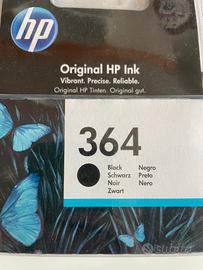 hp
Original HP Ink
Vibrant. Precise. Reliable.
Original HP Tinten. Original gut.
364
Black Negro
Schwarz Preto
Noir Nero
Zwart
subito